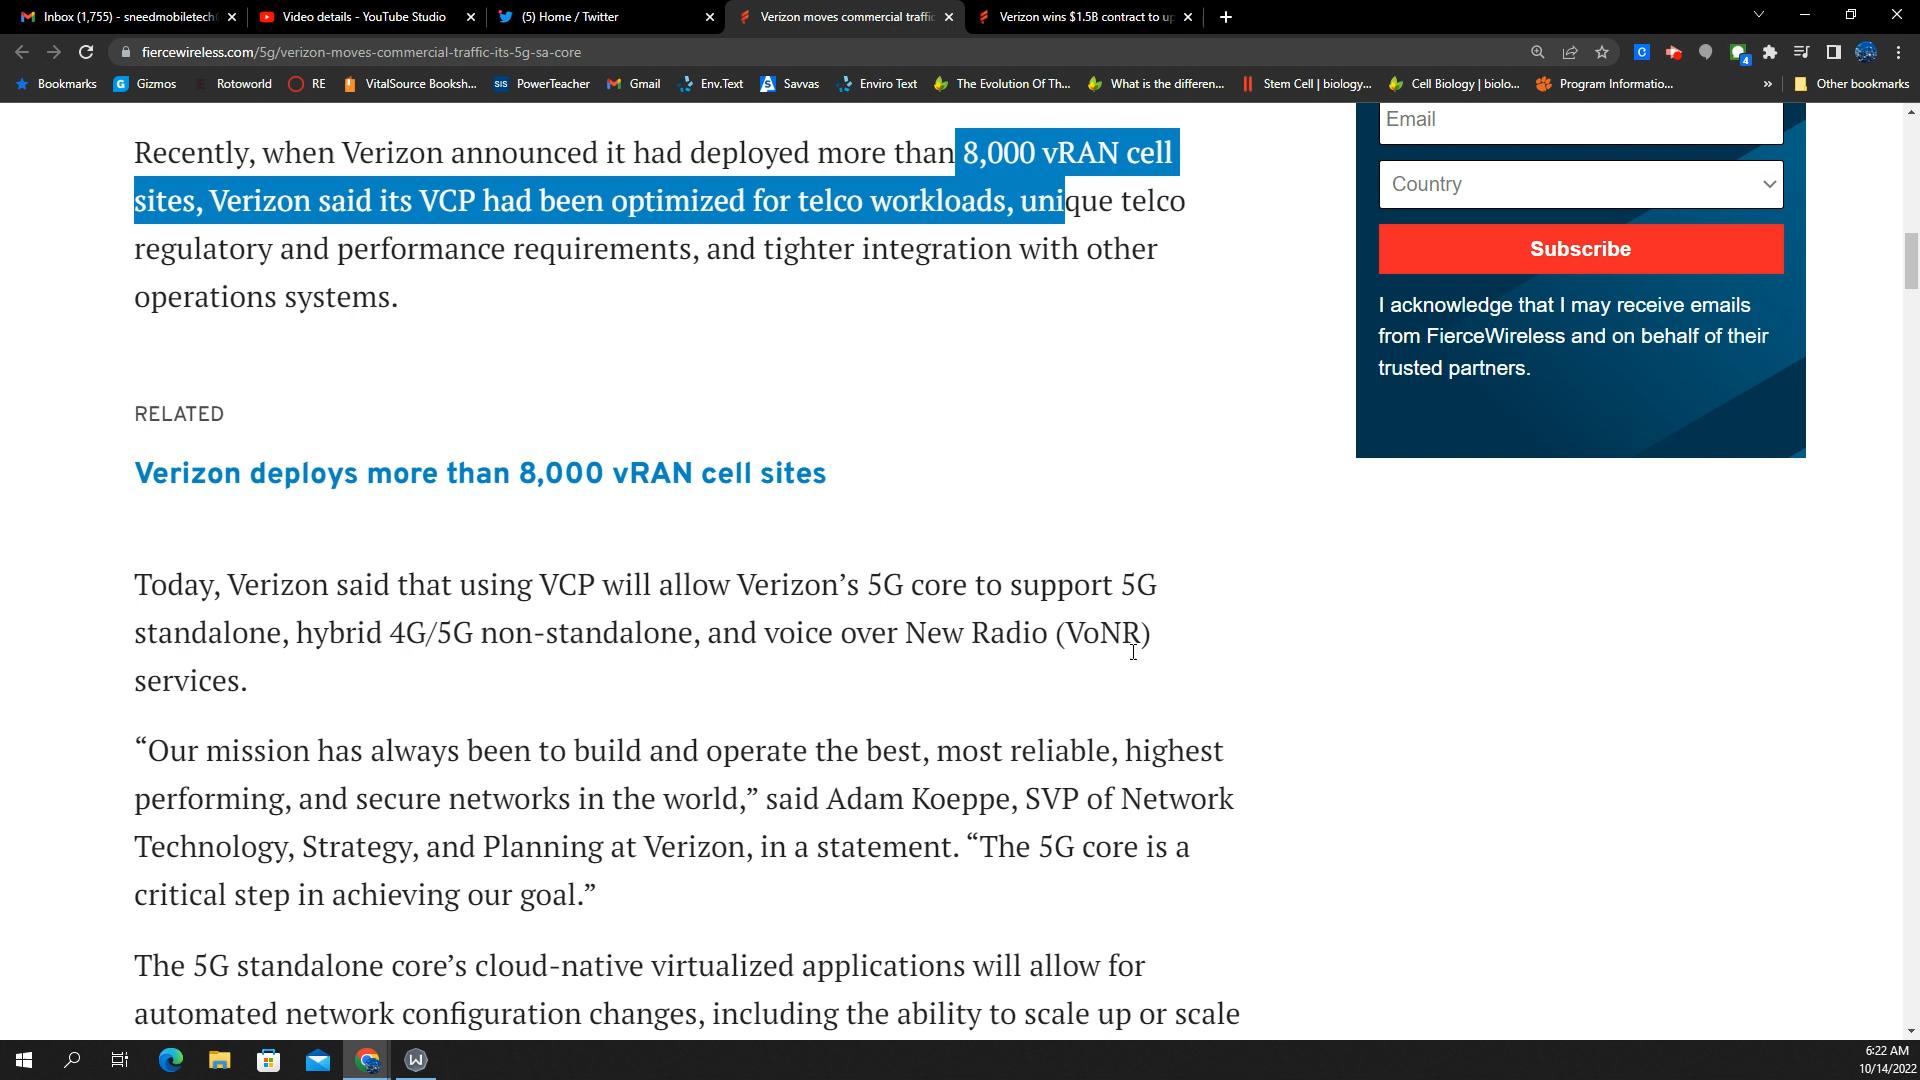 Inbox (1,755) - sneedmobiletech
Video details - YouTube Studio
(5) Home / Twitter
Verizon moves commercial traffic
Verizon wins $1.5B contract to up
fiercewireless.com/5g/verizon-moves-commercial-traffic-its-5g-sa-core
4
Bookmarks
Gizmos
Rotoworld
RE
VitalSource Booksh...
SIS PowerTeacher
Gmail
Env.Text
Savvas
Enviro Text
The Evolution Of Th...
What is the differen...
Stem Cell | biology...
Cell Biology | biolo...
Program Informatio...
»
Other bookmarks
Recently, when Verizon announced it had deployed more than 8,000 vRAN cell
sites, Verizon said its VCP had been optimized for telco workloads, unique telco
regulatory and performance requirements, and tighter integration with other
operations systems.
RELATED
Verizon deploys more than 8,000 vRAN cell sites
Today, Verizon said that using VCP will allow Verizon’s 5G core to support 5G
standalone, hybrid 4G/5G non-standalone, and voice over New Radio (VoNR)
services.
“Our mission has always been to build and operate the best, most reliable, highest
performing, and secure networks in the world,” said Adam Koeppe, SVP of Network
Technology, Strategy, and Planning at Verizon, in a statement. “The 5G core is a
critical step in achieving our goal.”
The 5G standalone core’s cloud-native virtualized applications will allow for
automated network configuration changes, including the ability to scale up or scale
Email
Country
Subscribe
I acknowledge that I may receive emails
from FierceWireless and on behalf of their
trusted partners.
6:22 AM
10/14/2022